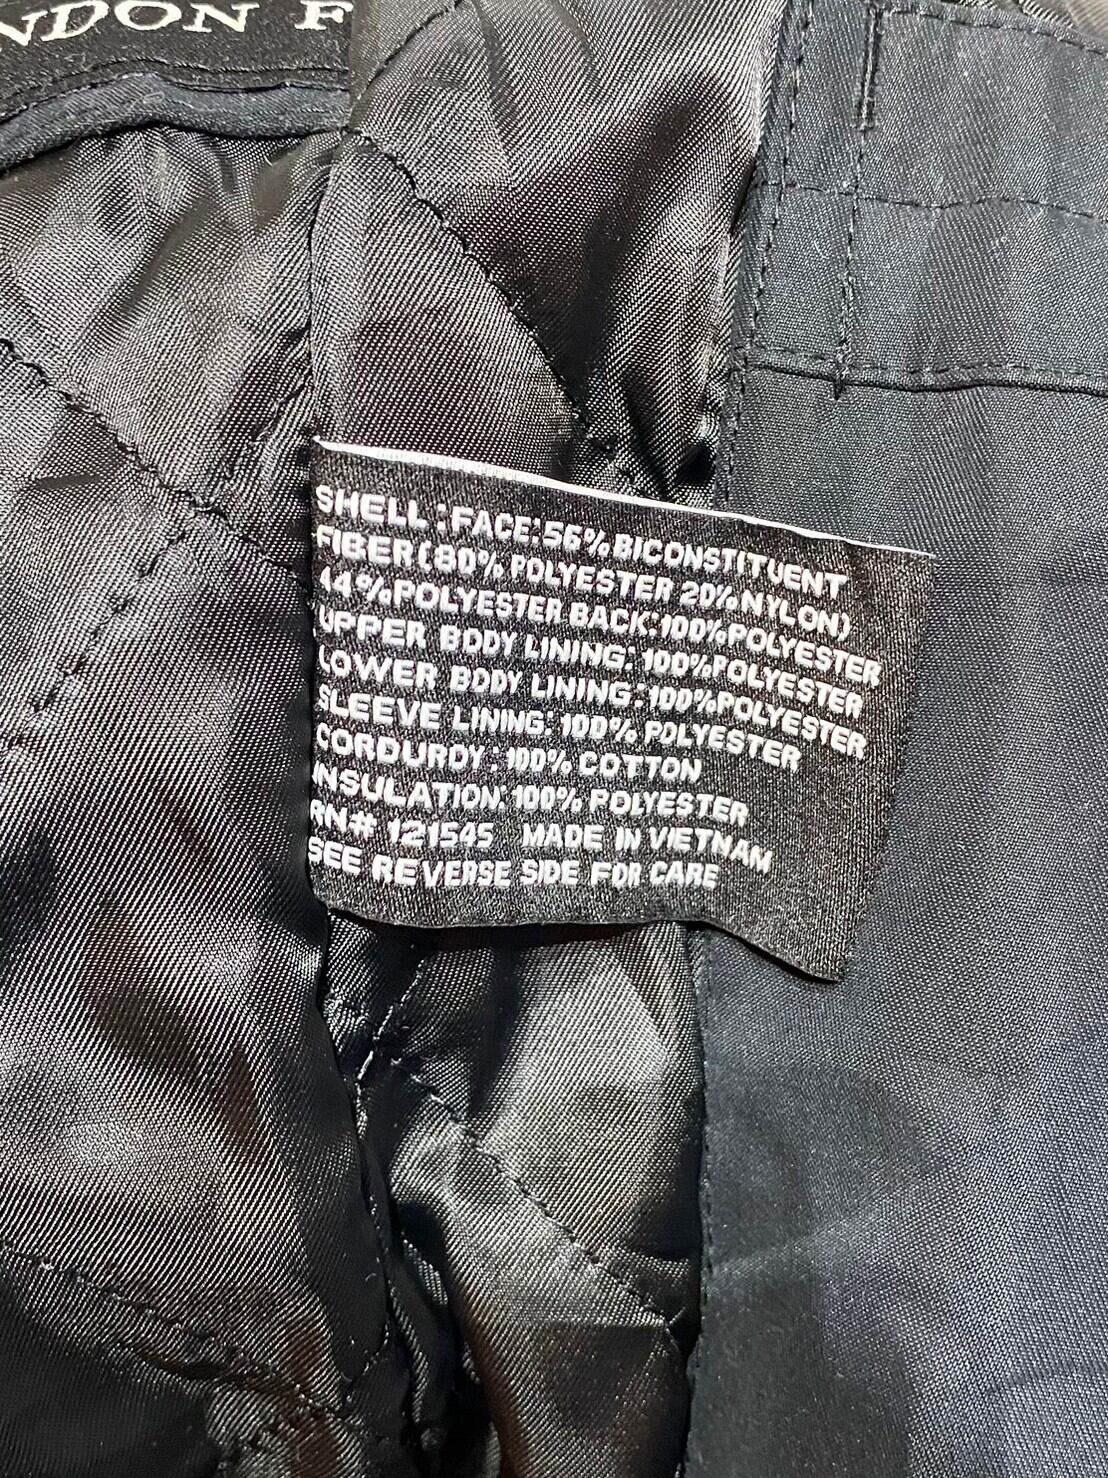 NDON F
SHELL : FACE: 56% BICONSTITUENT
FIBER (80% POLYESTER 20% NYLON)
44% POLYESTER BACK: 100% POLYESTER
UPPER BODY LINING: 100% POLYESTER
LOWER BODY LINING: 100% POLYESTER
SLEEVE LINING: 100% POLYESTER
CORDUROY : 100% COTTON
INSULATION: 100% POLYESTER
RN# 121545 MADE IN VIETNAM
SEE REVERSE SIDE FOR CARE